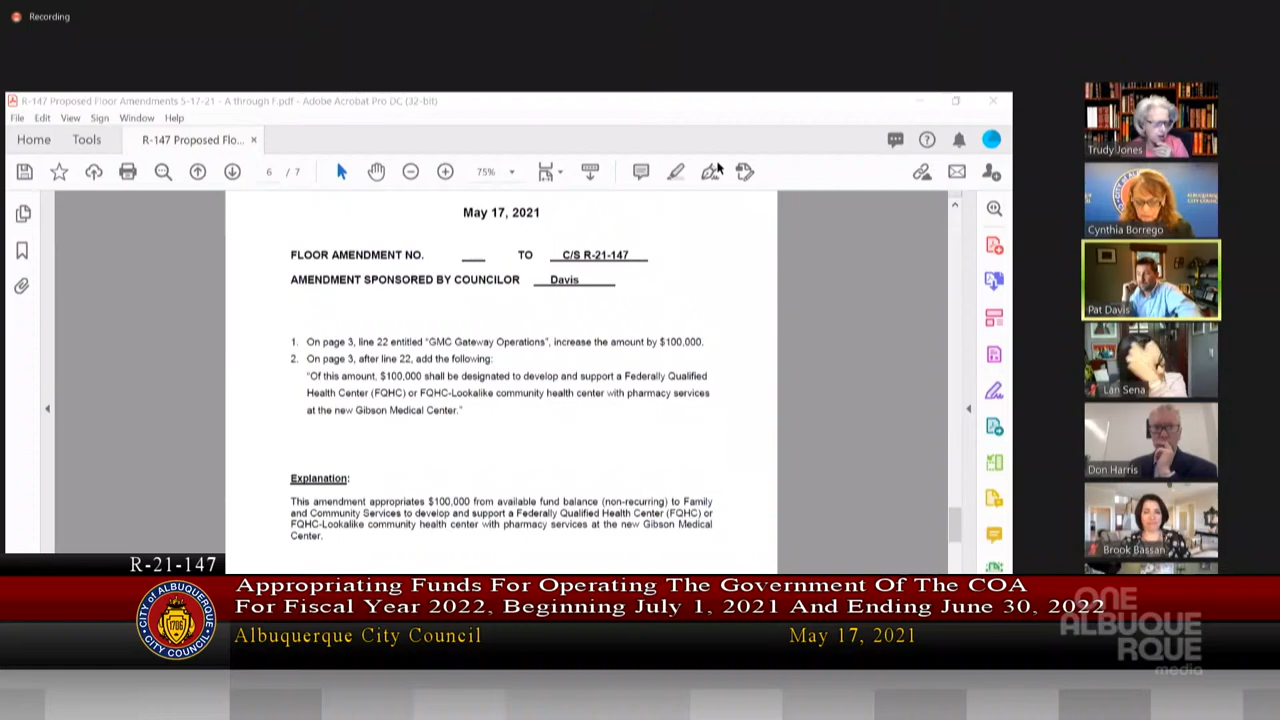 Recording
R-147 Proposed Floor Amendments 5-17-21 - A through F.pdf - Adobe Acrobat Pro DC (32-bit)
File Edit View Sign Window Help
Home Tools R-147 Proposed Flo... ×
6 / 7 75%
May 17, 2021
FLOOR AMENDMENT NO. ____ TO C/S R-21-147
AMENDMENT SPONSORED BY COUNCILOR Davis
1. On page 3, line 22 entitled "GMC Gateway Operations", increase the amount by $100,000.
2. On page 3, after line 22, add the following:
"Of this amount, $100,000 shall be designated to develop and support a Federally Qualified
Health Center (FQHC) or FQHC-Lookalike community health center with pharmacy services
at the new Gibson Medical Center."
Explanation:
This amendment appropriates $100,000 from available fund balance (non-recurring) to Family
and Community Services to develop and support a Federally Qualified Health Center (FQHC) or
FQHC-Lookalike community health center with pharmacy services at the new Gibson Medical
Center.
Trudy Jones
Cynthia Borrego
Pat Davis
Lan Sena
Don Harris
Brook Bassan
R-21-147
Appropriating Funds For Operating The Government Of The COA
For Fiscal Year 2022, Beginning July 1, 2021 And Ending June 30, 2022
Albuquerque City Council May 17, 2021
CITY OF ALBUQUERQUE
1706
CITY COUNCIL
ONE
ALBUQUE
RQUE
media